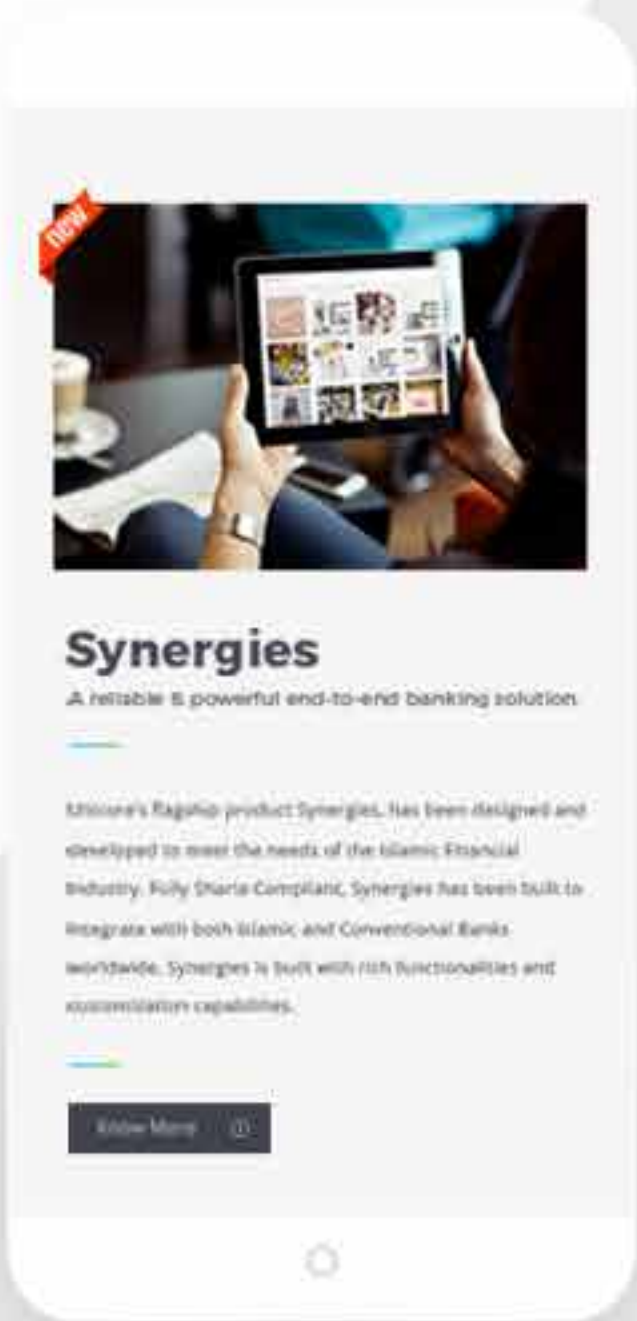 new
Synergies
A reliable & powerful end-to-end banking solution
flagship product Synergies, has been designed and
developed to meet the needs of the Islamic Financial
Industry. Fully Sharia Compliant, Synergies has been built to
integrate with both Islamic and Conventional Banks
worldwide. Synergies is built with rich functionalities and
customization capabilities.
Know More